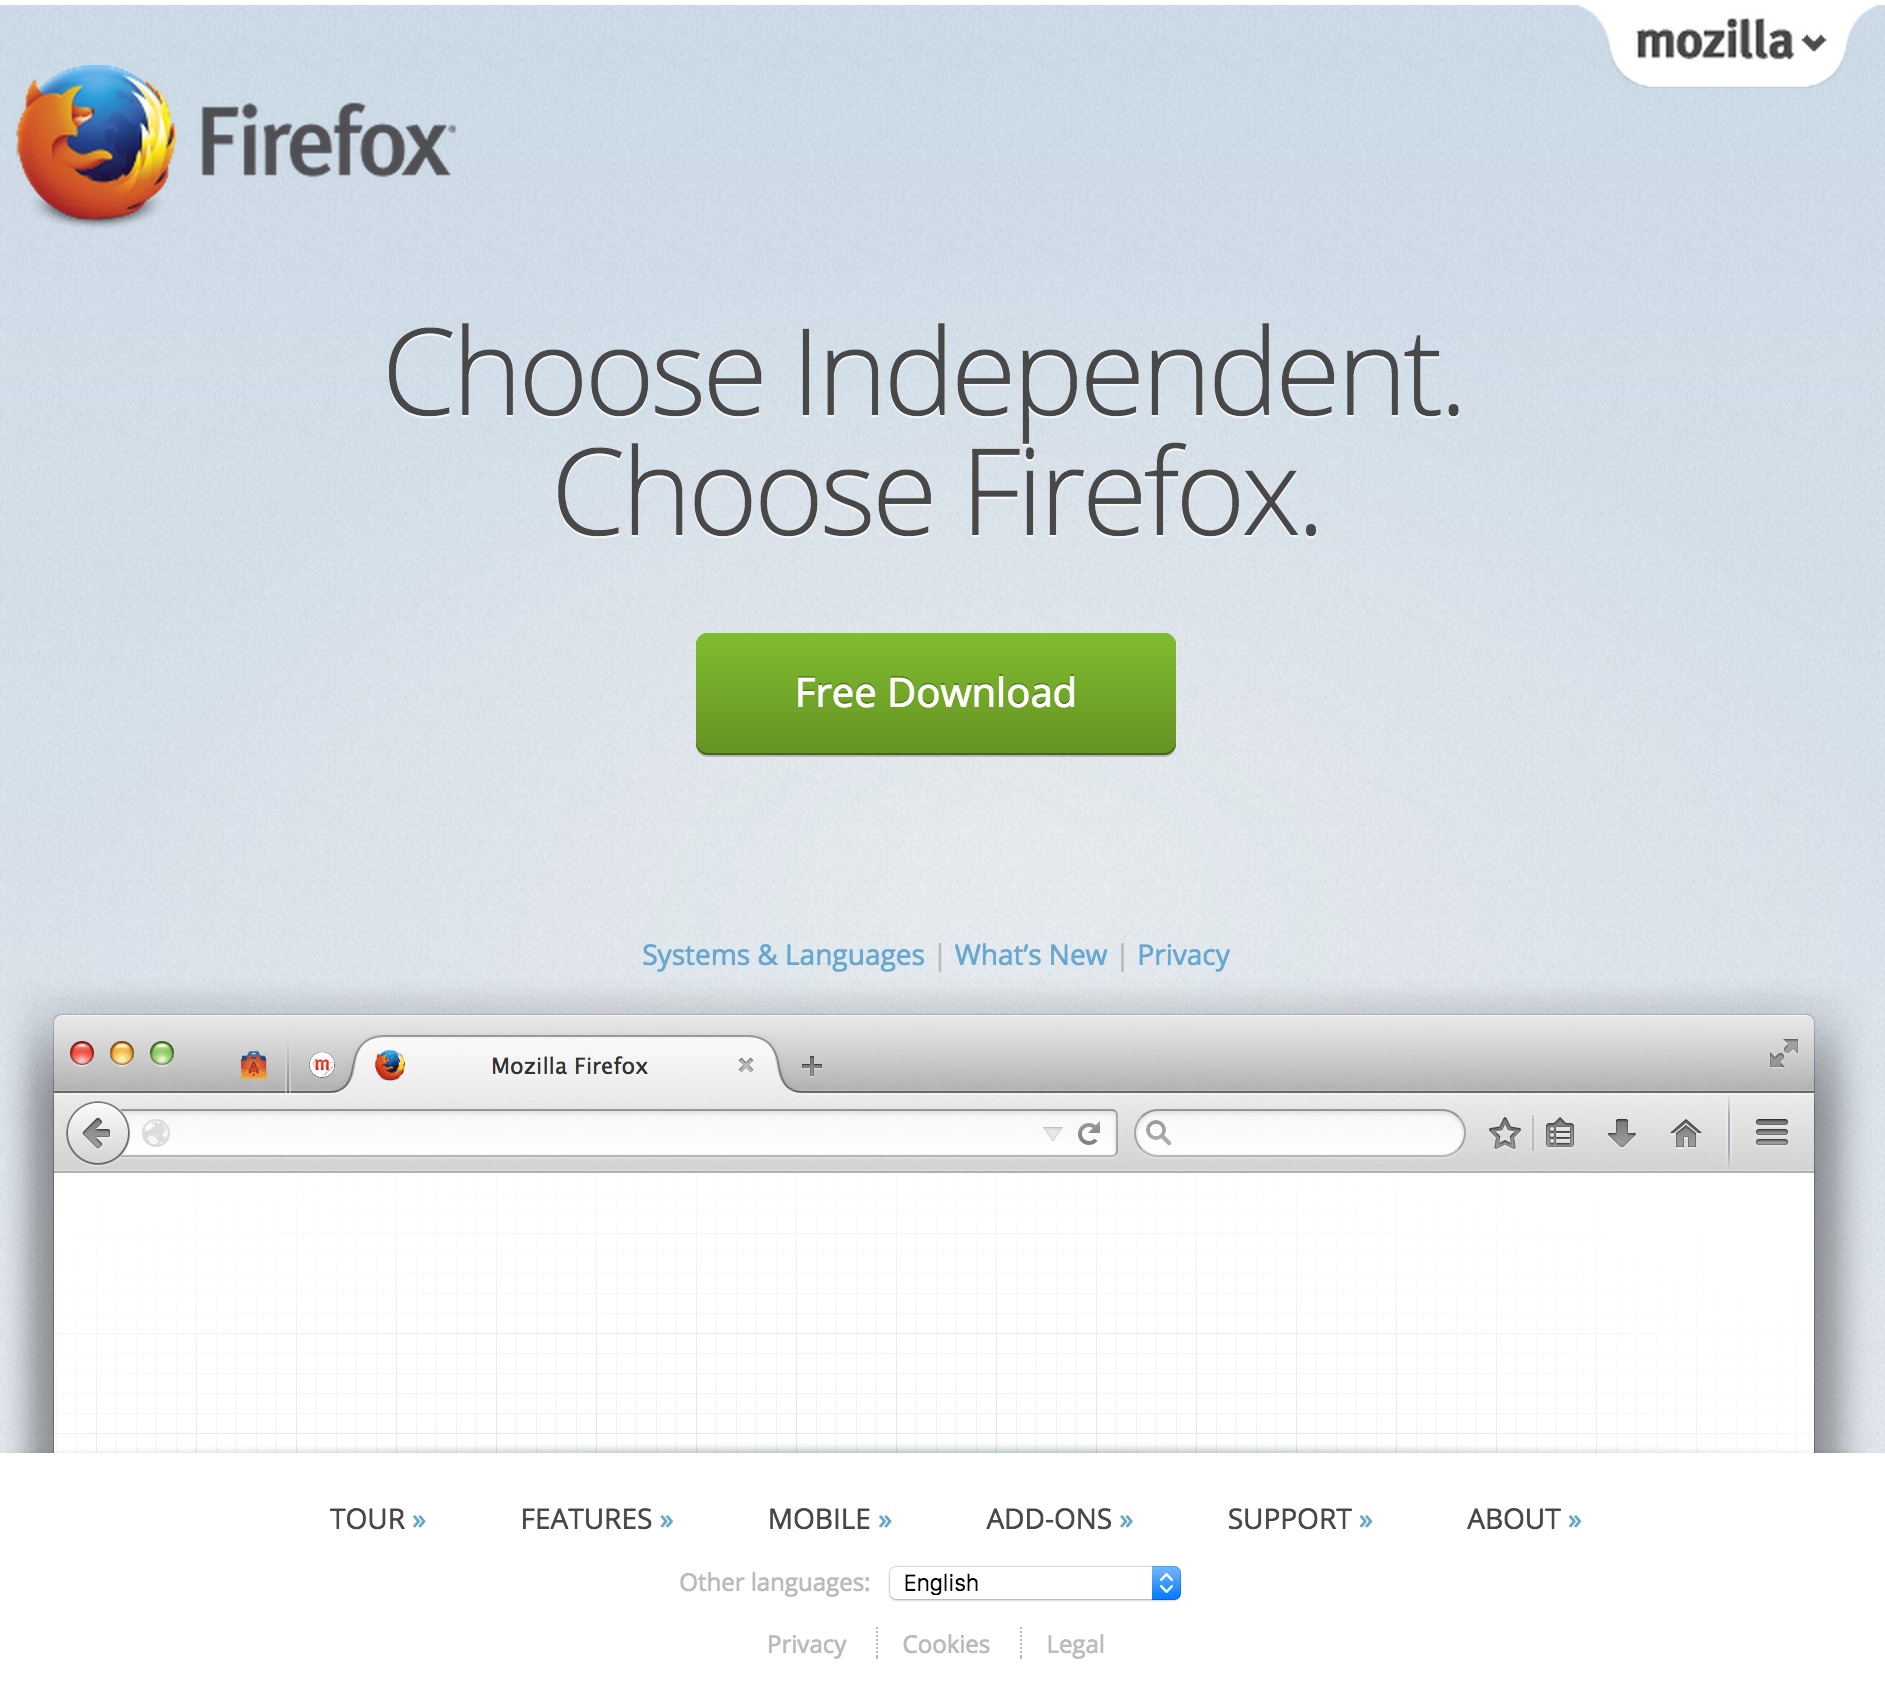 mozilla
Firefox®
Choose Independent.
Choose Firefox.
Free Download
Systems & Languages | What’s New | Privacy
m
Mozilla Firefox
TOUR »
FEATURES »
MOBILE »
ADD-ONS »
SUPPORT »
ABOUT »
Other languages: English
Privacy
Cookies
Legal